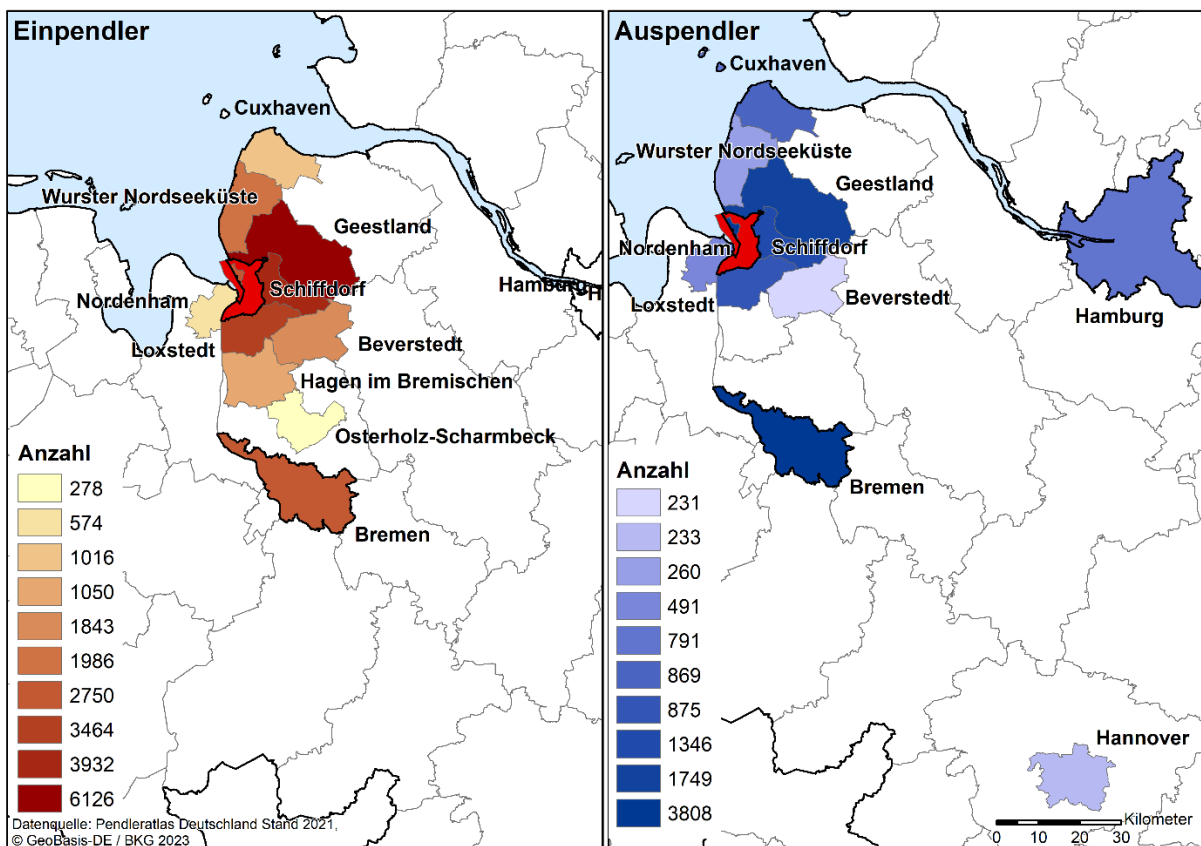 Einpendler
Cuxhaven
Wurster Nordseeküste
Geestland
Nordenham
Schiffdorf
Hamburg
Loxstedt
Beverstedt
Hagen im Bremischen
Osterholz-Scharmbeck
Bremen
Anzahl
278
574
1016
1050
1843
1986
2750
3464
3932
6126
Datenquelle: Pendleratlas Deutschland Stand 2021,
© GeoBasis-DE / BKG 2023
Auspendler
Cuxhaven
Wurster Nordseeküste
Geestland
Nordenham
Schiffdorf
Loxstedt
Beverstedt
Hamburg
Bremen
Anzahl
231
233
260
491
791
869
875
1346
1749
3808
Hannover
Kilometer
0 10 20 30